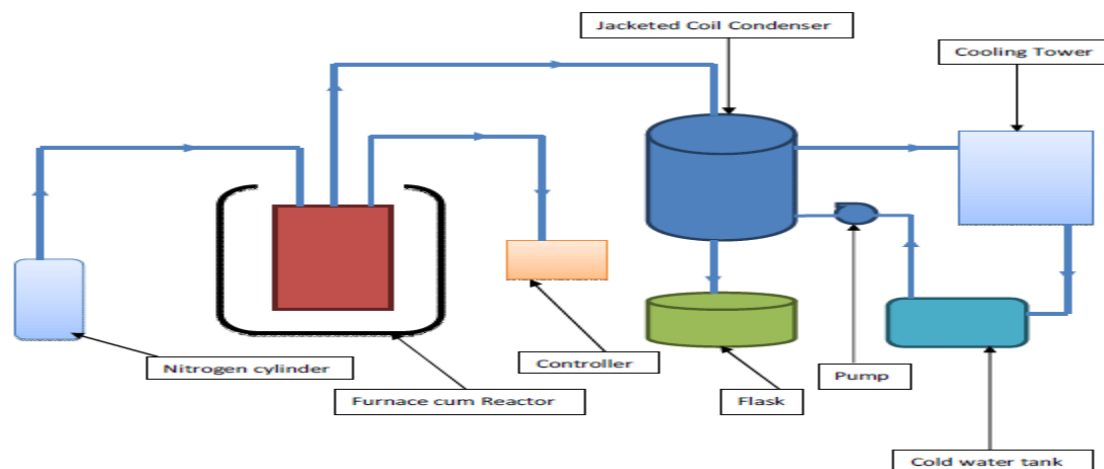 Jacketed Coil Condenser
Cooling Tower
Nitrogen cylinder
Controller
Furnace cum Reactor
Pump
Flask
Cold water tank